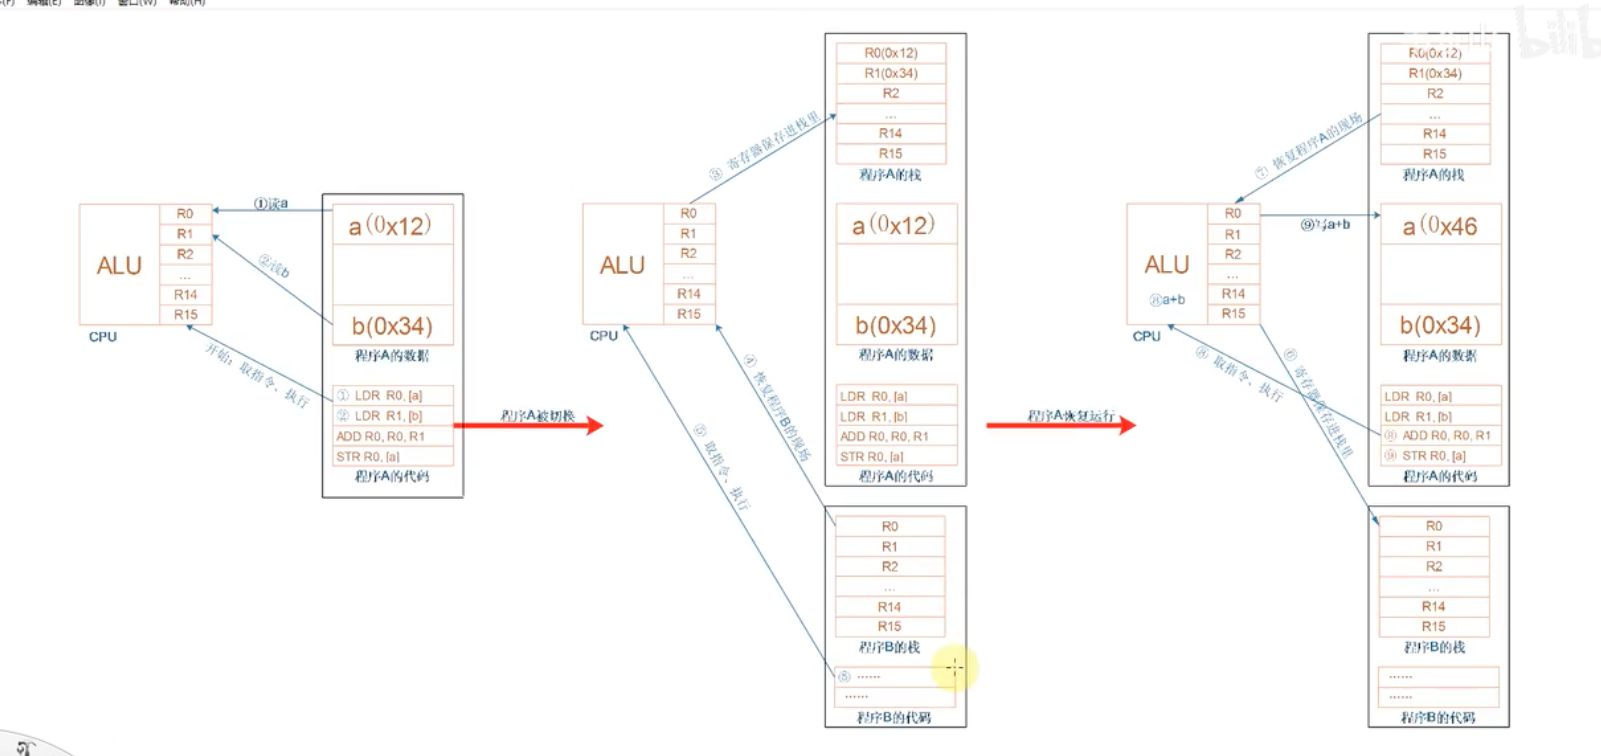 编辑(E) 图像(I) 窗口(W) 帮助(H)
bilib
ALU
R0
R1
R2
...
R14
R15
CPU
①读a
②读b
开始：取指令、执行
a(0x12)
b(0x34)
程序A的数据
① LDR R0, [a]
② LDR R1, [b]
ADD R0, R0, R1
STR R0, [a]
程序A的代码
程序A被切换
ALU
R0
R1
R2
...
R14
R15
CPU
③ 寄存器保存进栈里
④ 恢复程序B的现场
⑤ 取指令、执行
R0(0x12)
R1(0x34)
R2
...
R14
R15
程序A的栈
a(0x12)
b(0x34)
程序A的数据
LDR R0, [a]
LDR R1, [b]
ADD R0, R0, R1
STR R0, [a]
程序A的代码
R0
R1
R2
...
R14
R15
程序B的栈
⑤ ......
......
程序B的代码
程序A恢复运行
ALU
⑧a+b
R0
R1
R2
...
R14
R15
CPU
⑦ 恢复程序A的现场
⑨写a+b
⑧ 取指令、执行
⑥ 寄存器保存进栈里
R0(0x12)
R1(0x34)
R2
...
R14
R15
程序A的栈
a(0x46
b(0x34)
程序A的数据
LDR R0, [a]
LDR R1, [b]
⑧ ADD R0, R0, R1
⑨ STR R0, [a]
程序A的代码
R0
R1
R2
...
R14
R15
程序B的栈
......
......
程序B的代码